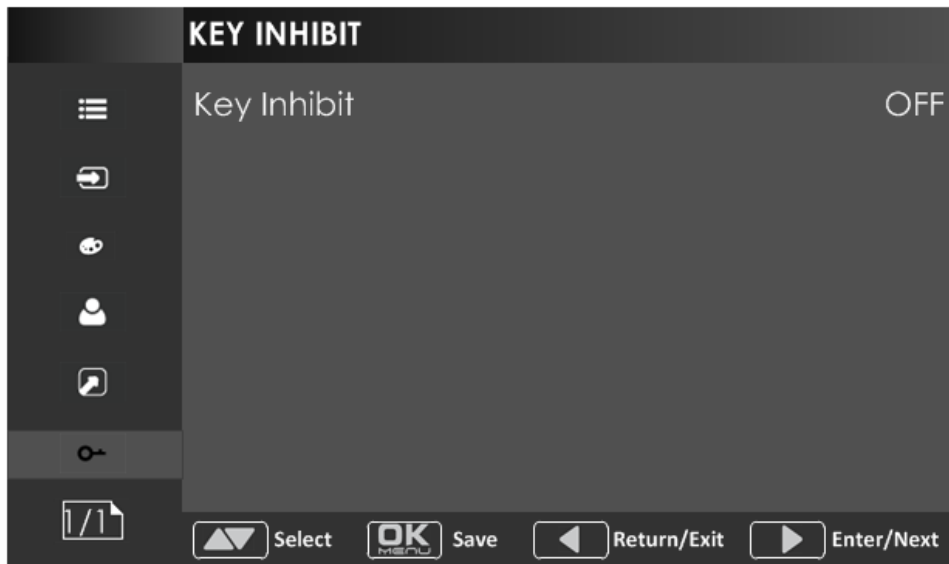 KEY INHIBIT
Key Inhibit OFF
1/1
Select OK MENU Save Return/Exit Enter/Next